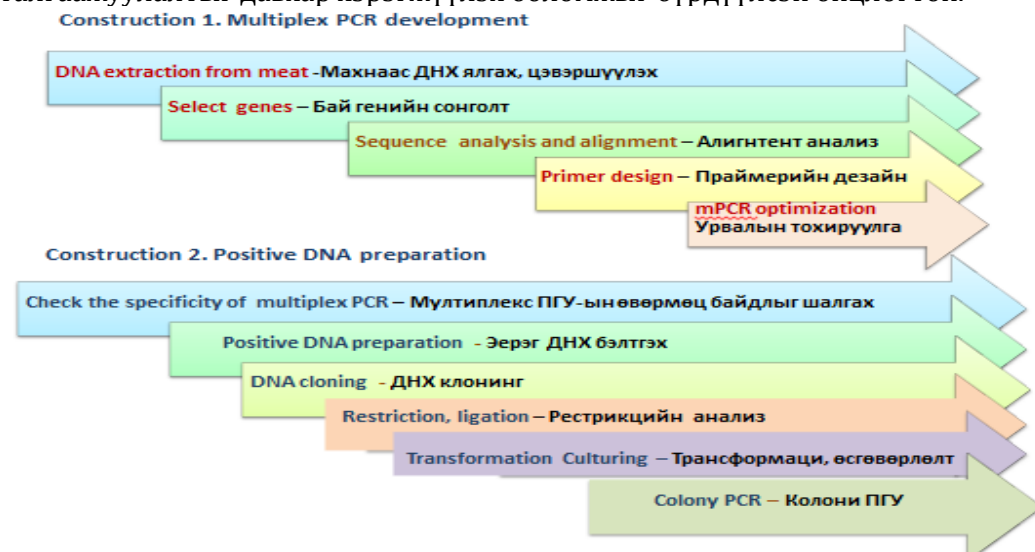 Construction 1. Multiplex PCR development
DNA extraction from meat -Махнаас ДНХ ялгах, цэвэршүүлэх
Select genes – Бай генийн сонголт
Sequence analysis and alignment – Алигнтент анализ
Primer design – Праймерийн дезайн
mPCR optimization
Урвалын тохируулга
Construction 2. Positive DNA preparation
Check the specificity of multiplex PCR – Мултиплекс ПГУ-ын өвөрмөц байдлыг шалгах
Positive DNA preparation - Эерэг ДНХ бэлтгэх
DNA cloning - ДНХ клонинг
Restriction, ligation – Рестрикцийн анализ
Transformation Culturing – Трансформаци, өсгөвөрлөлт
Colony PCR – Колони ПГУ